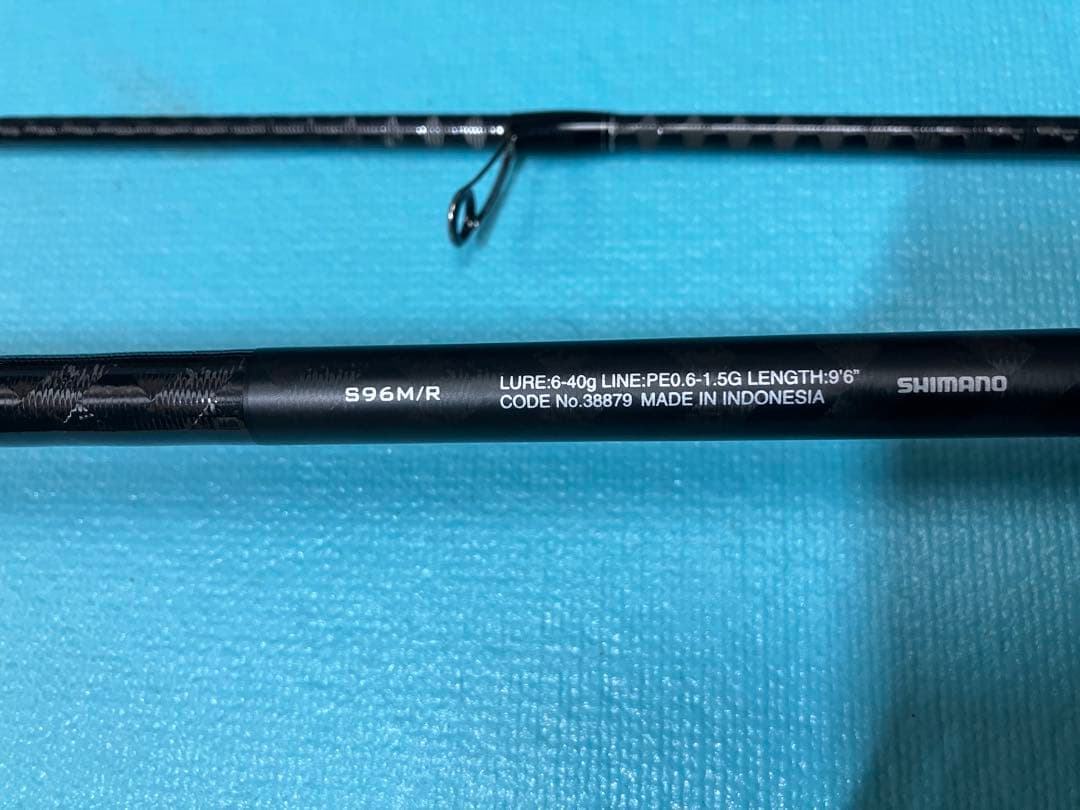 S96M/R
LURE:6-40g LINE:PE0.6-1.5G LENGTH:9'6"
CODE No.38879 MADE IN INDONESIA
SHIMANO